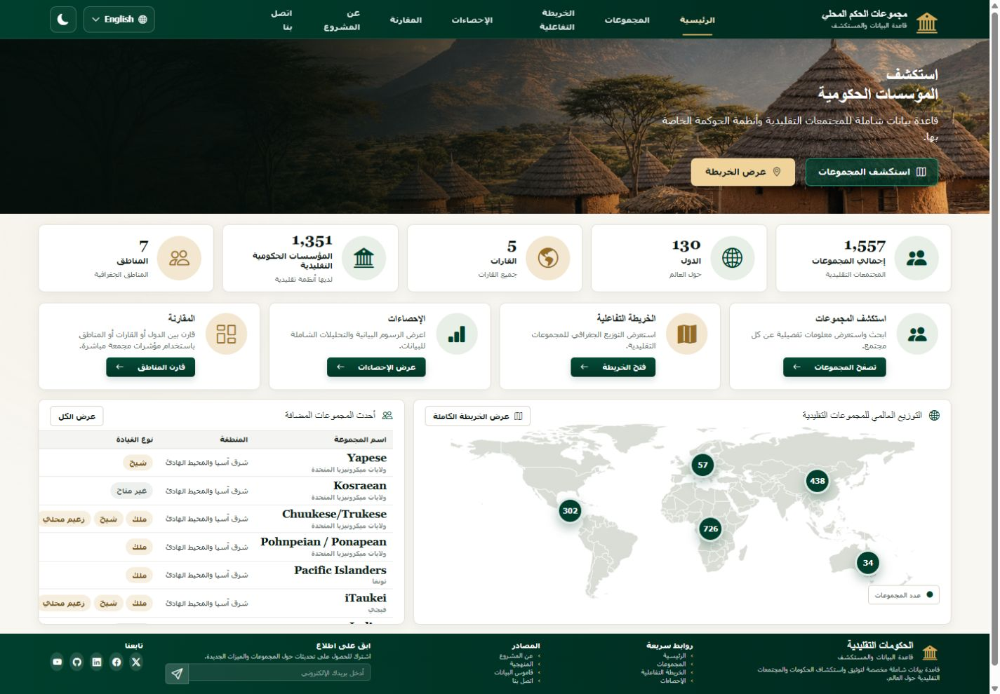 مجموعات الحكم المحلي
قاعدة البيانات والمستكشف
الرئيسية
المجموعات
الخريطة
التفاعلية
الإحصاءات
المقارنة
عن
المشروع
اتصل
بنا
English
استكشف
المؤسسات الحكومية
قاعدة بيانات شاملة للمجتمعات التقليدية وأنظمة الحوكمة الخاصة
بها.
استكشف المجموعات
عرض الخريطة
1,557
إجمالي المجموعات
المجتمعات التقليدية
130
الدول
حول العالم
5
القارات
جميع القارات
1,351
المؤسسات الحكومية
التقليدية
لديها أنظمة تقليدية
7
المناطق
المناطق الجغرافية
استكشف المجموعات
ابحث واستعرض معلومات تفصيلية عن كل
مجتمع.
تصفح المجموعات
الخريطة التفاعلية
استعرض التوزيع الجغرافي للمجموعات
التقليدية.
فتح الخريطة
الإحصاءات
اعرض الرسوم البيانية والتحليلات الشاملة
للبيانات.
عرض الإحصاءات
المقارنة
قارن بين الدول أو القارات أو المناطق
باستخدام مؤشرات مجمعة مباشرة.
قارن المناطق
التوزيع العالمي للمجموعات التقليدية
عرض الخريطة الكاملة
57
438
302
726
34
عدد المجموعات
أحدث المجموعات المضافة
عرض الكل
اسم المجموعة
المنطقة
نوع القيادة
Yapese
ولايات ميكرونيزيا المتحدة
شرق آسيا والمحيط الهادئ
شيخ
Kosraean
ولايات ميكرونيزيا المتحدة
شرق آسيا والمحيط الهادئ
غير متاح
Chuukese/Trukese
ولايات ميكرونيزيا المتحدة
شرق آسيا والمحيط الهادئ
ملك
شيخ
زعيم محلي
Pohnpeian / Ponapean
ولايات ميكرونيزيا المتحدة
شرق آسيا والمحيط الهادئ
ملك
Pacific Islanders
تونغا
شرق آسيا والمحيط الهادئ
ملك
iTaukei
فيجي
شرق آسيا والمحيط الهادئ
ملك
شيخ
زعيم محلي
الحكومات التقليدية
قاعدة البيانات والمستكشف
قاعدة بيانات شاملة مخصصة لتوثيق واستكشاف الحكومات والمجتمعات
التقليدية حول العالم.
روابط سريعة
الرئيسية
المجموعات
الخريطة التفاعلية
الإحصاءات
المصادر
عن المشروع
المنهجية
قاموس البيانات
اتصل بنا
ابق على اطلاع
اشترك للحصول على تحديثات حول المجموعات والميزات الجديدة.
أدخل بريدك الإلكتروني
تابعنا